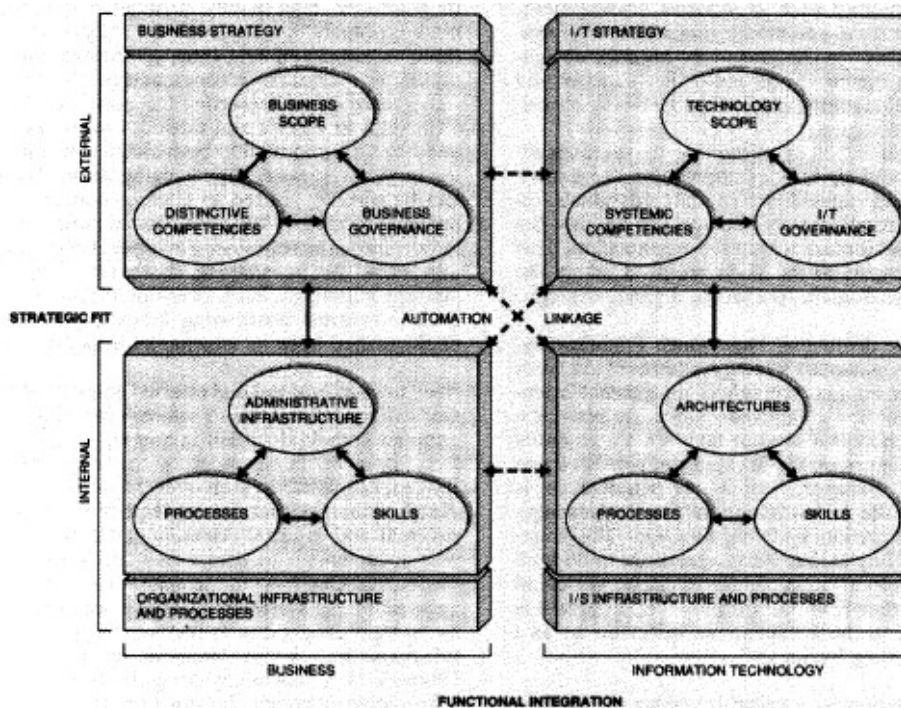 BUSINESS STRATEGY
I/T STRATEGY
EXTERNAL
BUSINESS
SCOPE
DISTINCTIVE
COMPETENCIES
BUSINESS
GOVERNANCE
TECHNOLOGY
SCOPE
SYSTEMIC
COMPETENCIES
I/T
GOVERNANCE
STRATEGIC FIT
AUTOMATION
LINKAGE
INTERNAL
ADMINISTRATIVE
INFRASTRUCTURE
PROCESSES
SKILLS
ARCHITECTURES
PROCESSES
SKILLS
ORGANIZATIONAL INFRASTRUCTURE
AND PROCESSES
I/S INFRASTRUCTURE AND PROCESSES
BUSINESS
INFORMATION TECHNOLOGY
FUNCTIONAL INTEGRATION